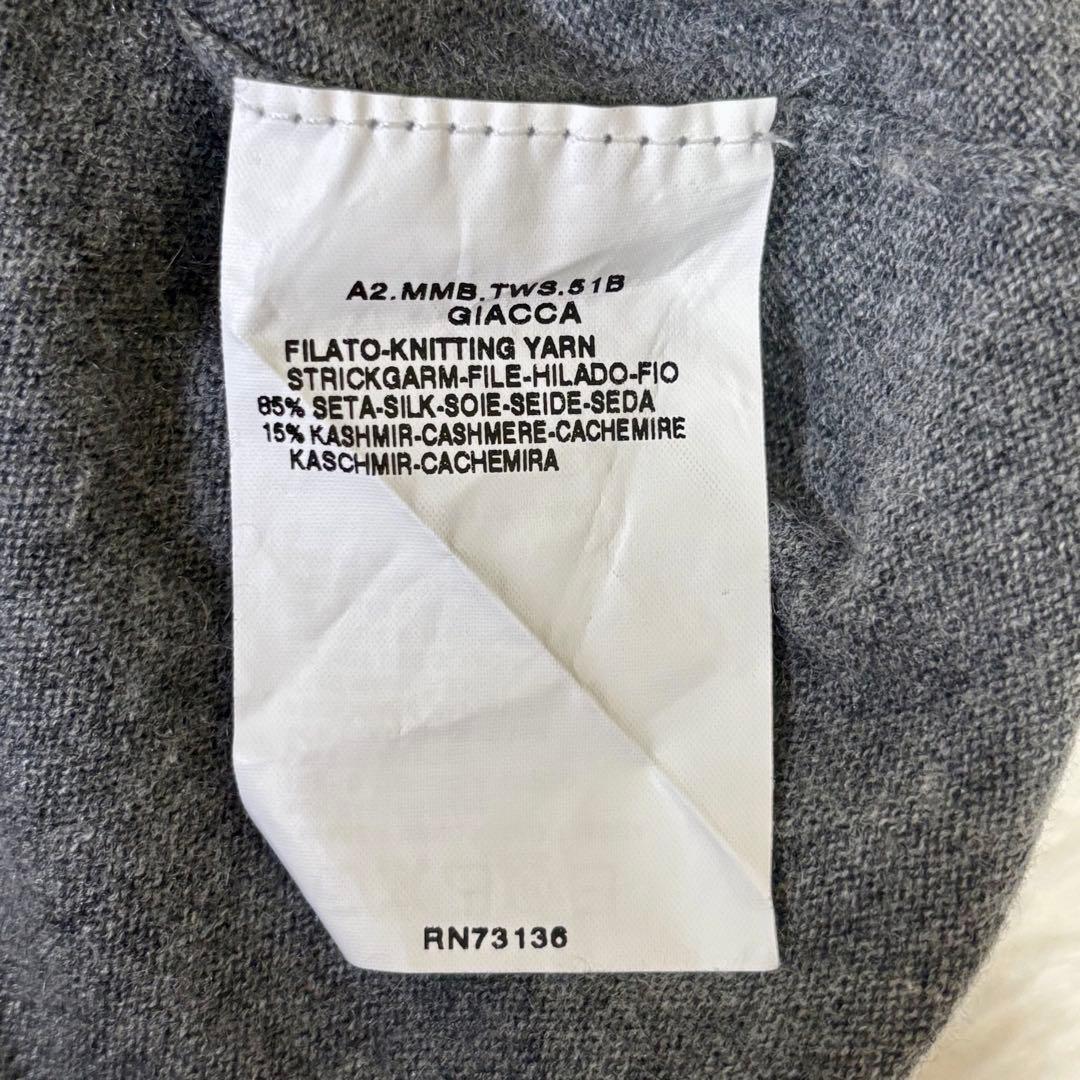 A2.MMB.TWS.51B
GIACCA
FILATO-KNITTING YARN
STRICKGARM-FILE-HILADO-FIO
85% SETA-SILK-SOIE-SEIDE-SEDA
15% KASHMIR-CASHMERE-CACHEMIRE
KASCHMIR-CACHEMIRA
RN73136